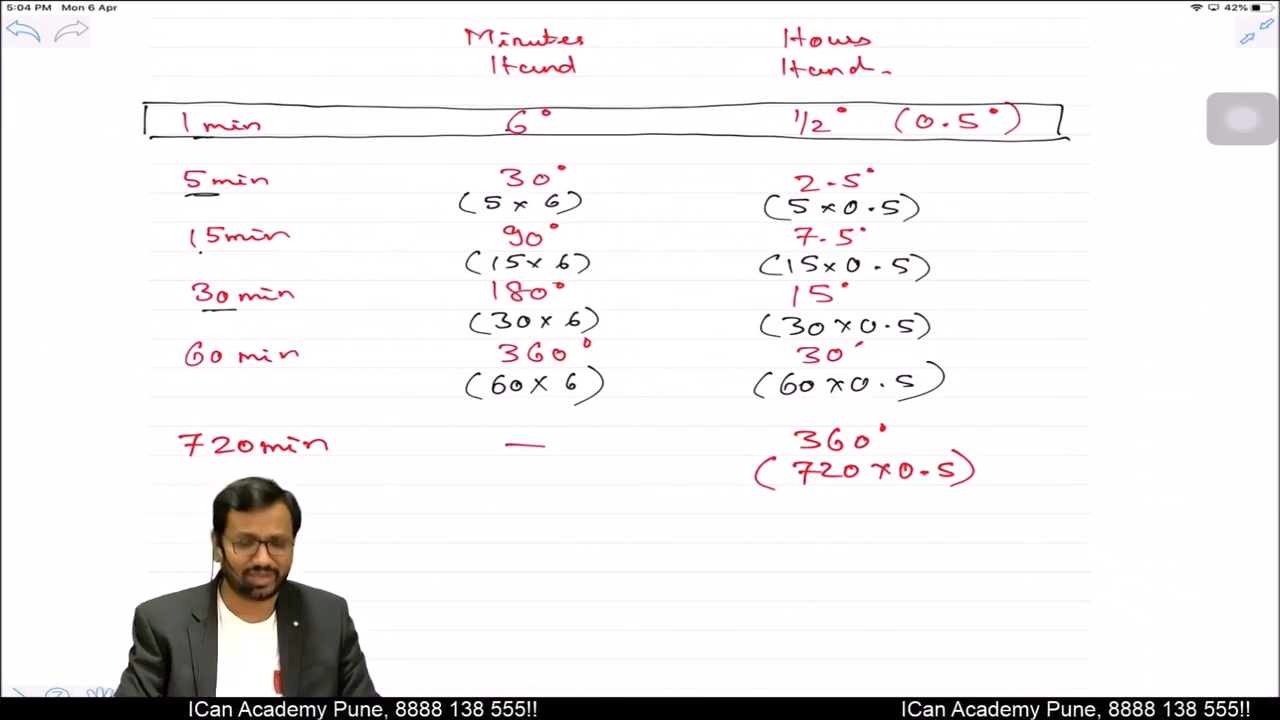 5:04 PM Mon 6 Apr 42%
Minutes Hours
Hand Hand
1 min 6° 1/2° (0.5°)
5 min 30° 2.5°
(5 x 6) (5 x 0.5)
15 min 90° 7.5°
(15 x 6) (15 x 0.5)
30 min 180° 15°
(30 x 6) (30 x 0.5)
60 min 360° 30°
(60 x 6) (60 x 0.5)
720 min — 360°
(720 x 0.5)
ICan Academy Pune, 8888 138 555!! ICan Academy Pune, 8888 138 555!!